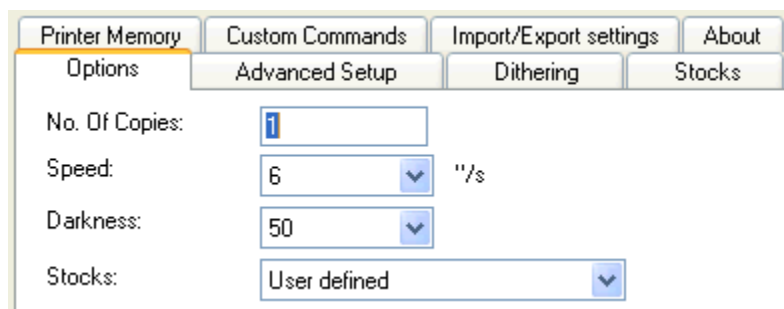 Printer Memory Custom Commands Import/Export settings About
Options Advanced Setup Dithering Stocks
No. Of Copies: 1
Speed: 6 "/s
Darkness: 50
Stocks: User defined